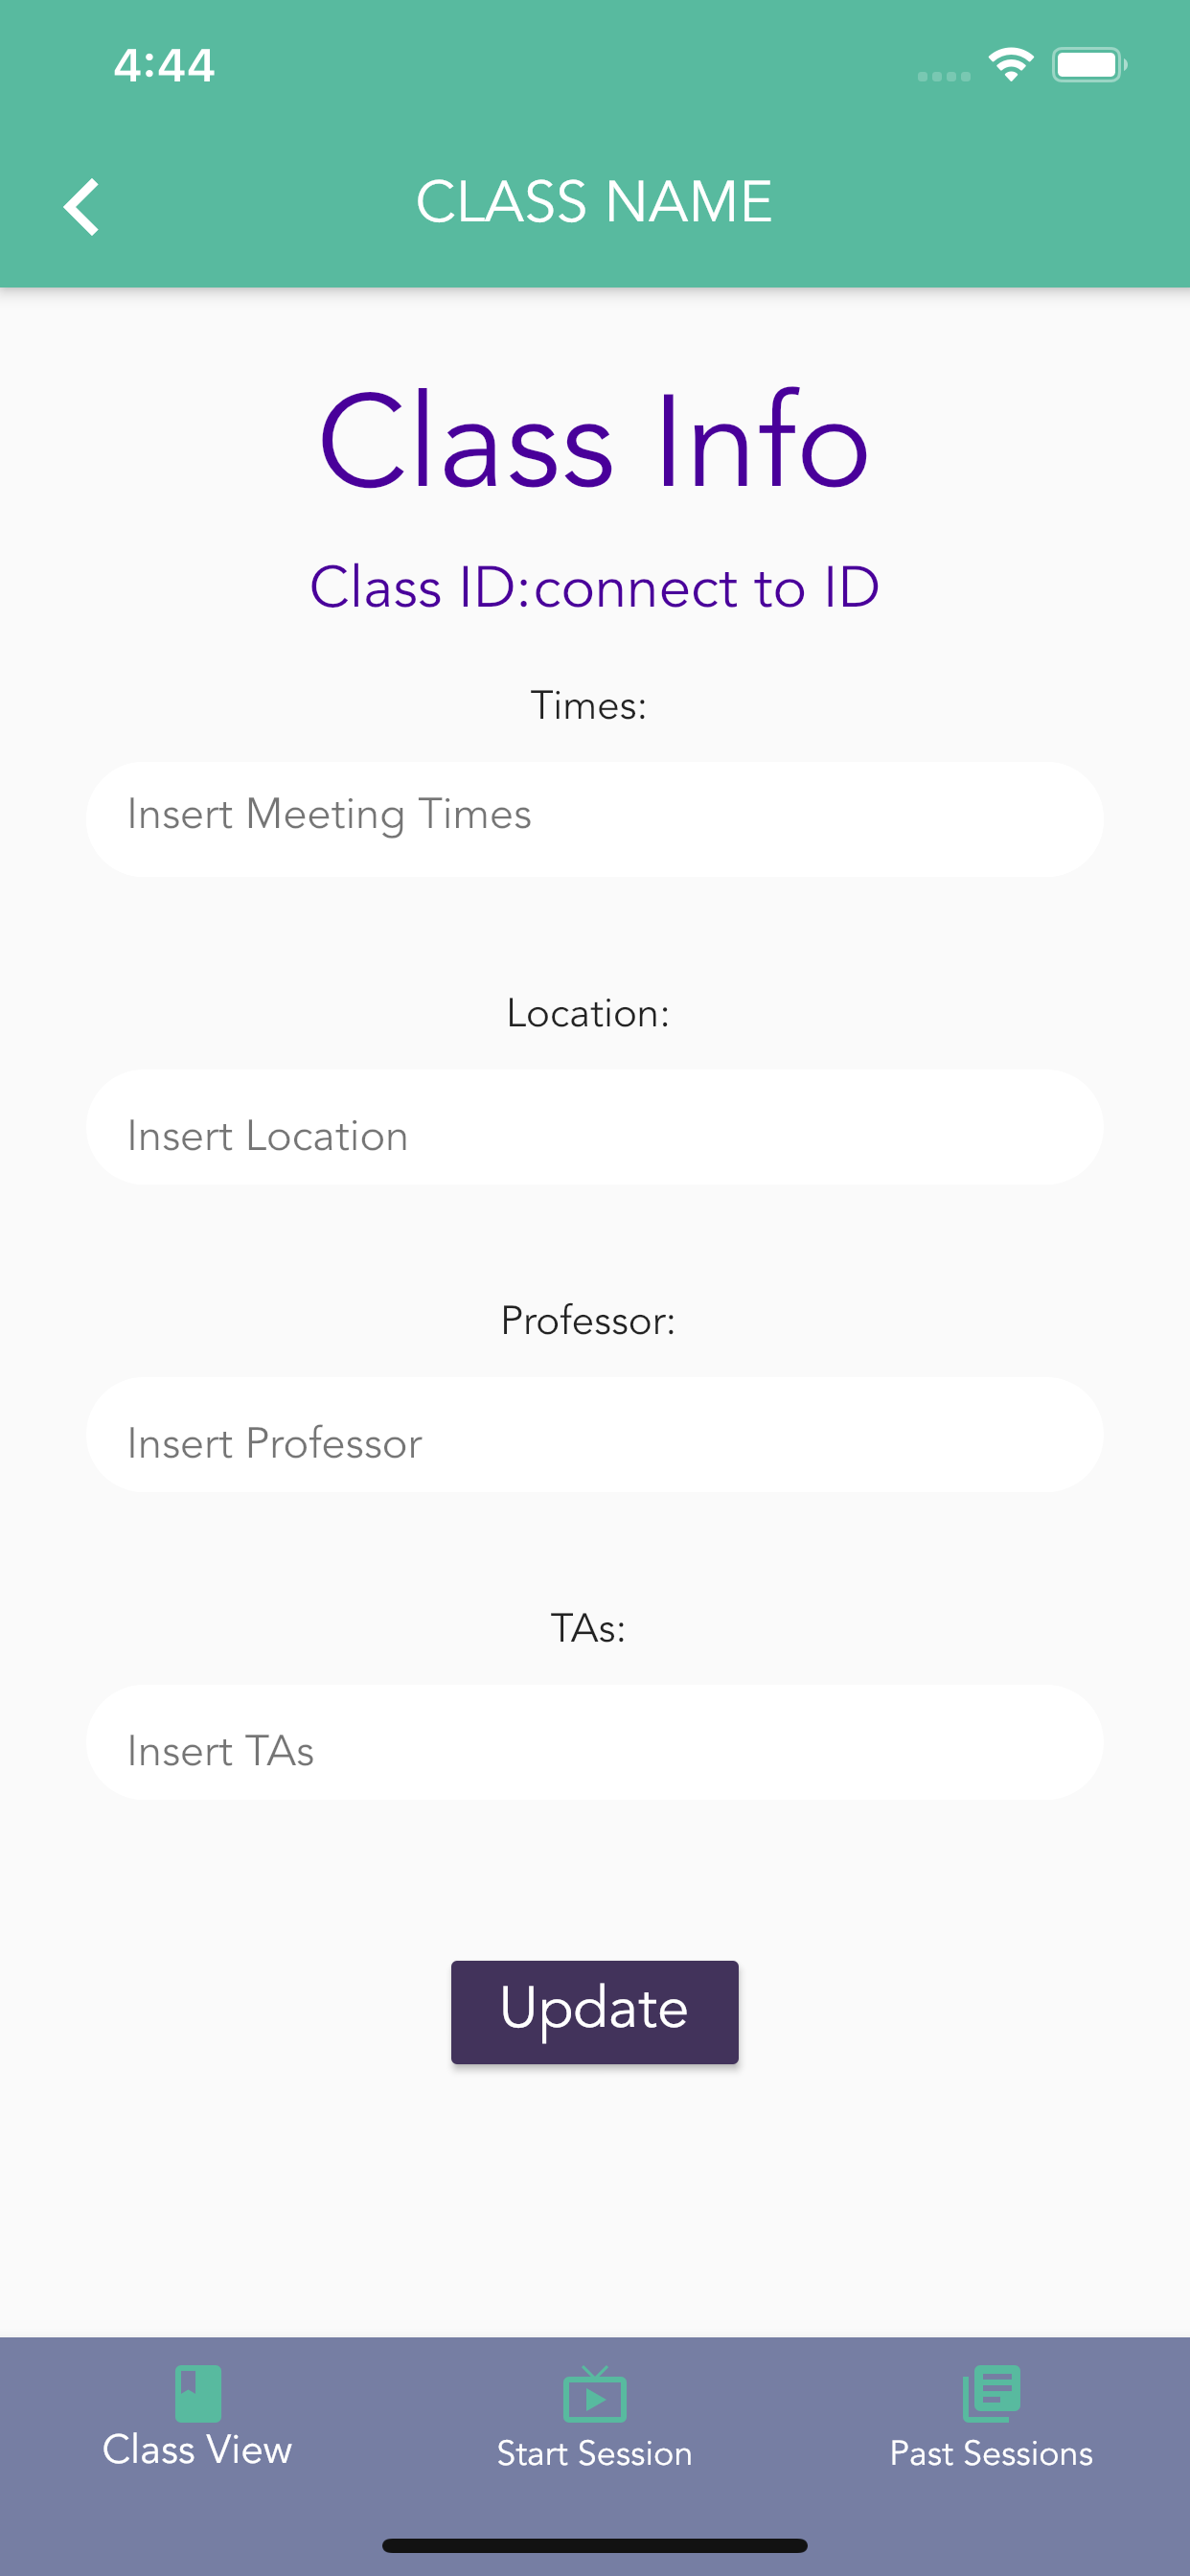 4:44
CLASS NAME
Class Info
Class ID:connect to ID
Times:
Insert Meeting Times
Location:
Insert Location
Professor:
Insert Professor
TAs:
Insert TAs
Update
Class View
Start Session
Past Sessions